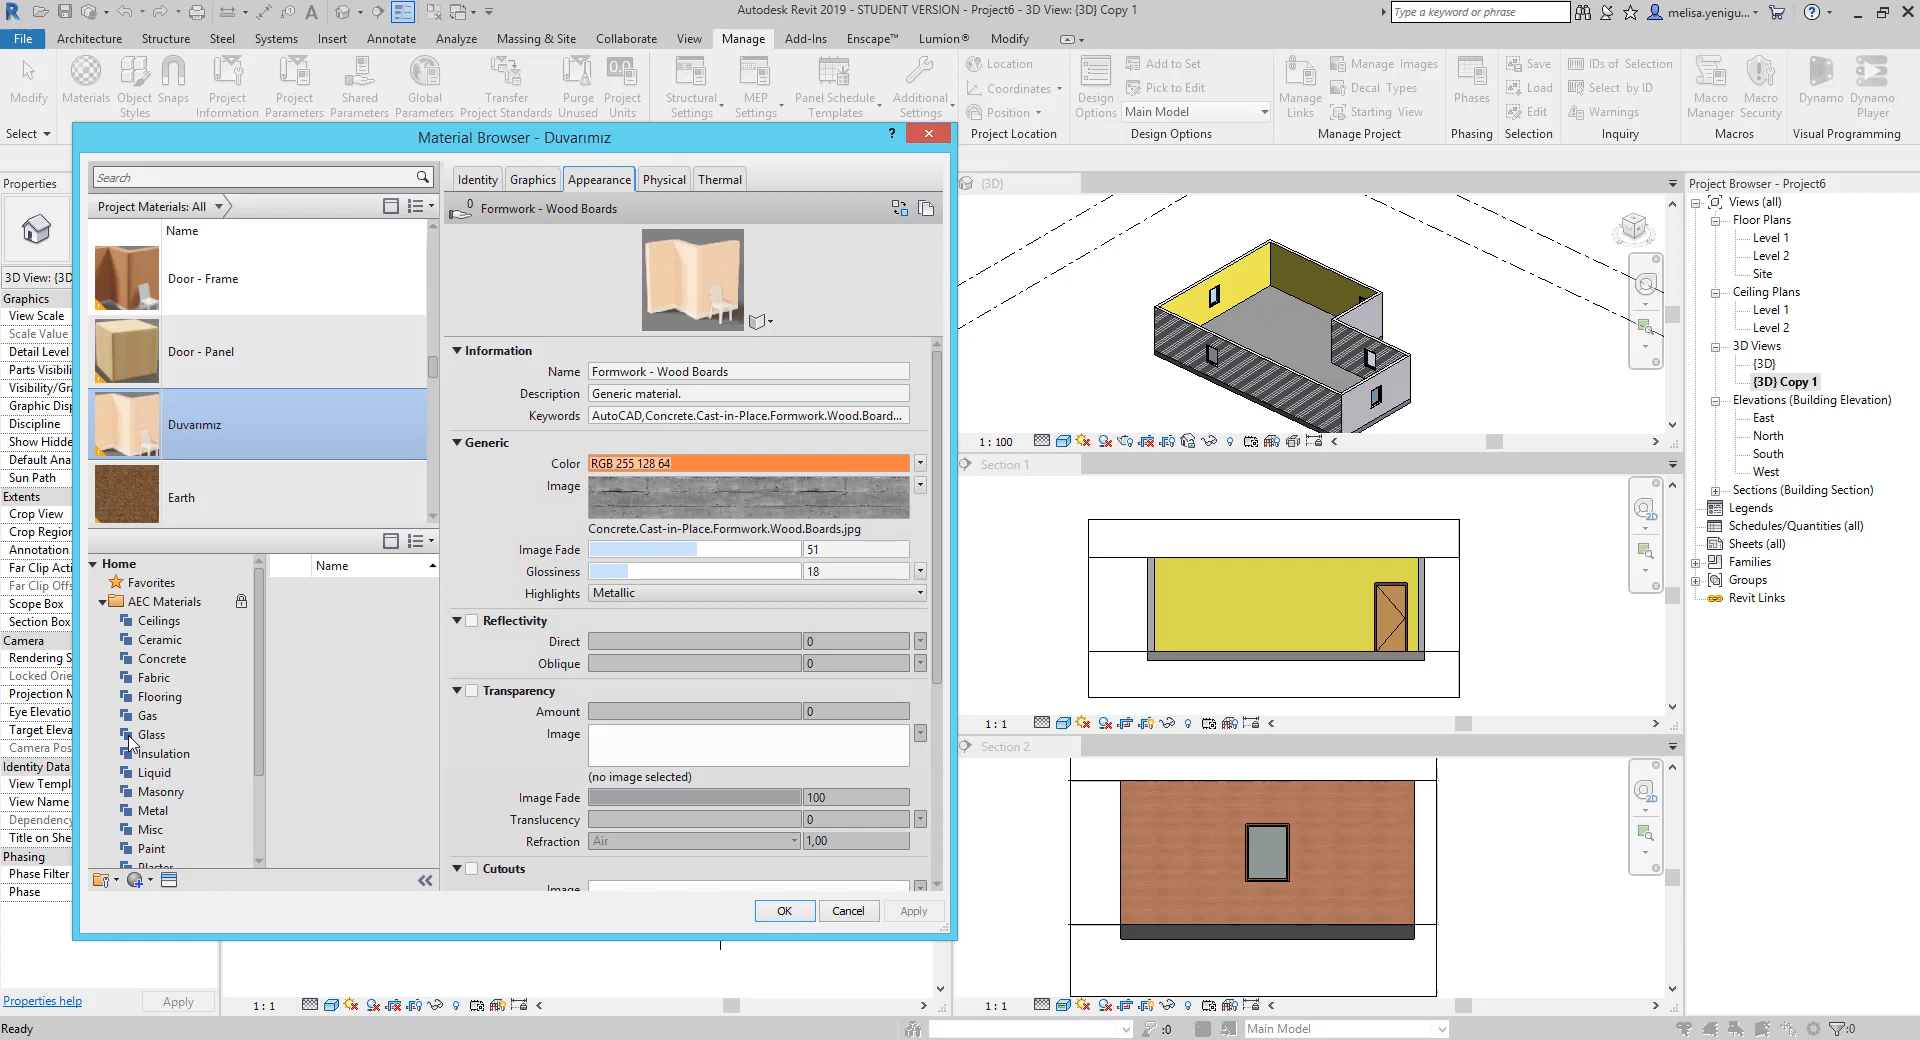 Autodesk Revit 2019 - STUDENT VERSION - Project6 - 3D View: {3D} Copy 1
Type a keyword or phrase
melisa.yenigu...
File Architecture Structure Steel Systems Insert Annotate Analyze Massing & Site Collaborate View Manage Add-Ins Enscape™ Lumion® Modify
Modify
Materials
Object Styles
Snaps
Project Information
Project Parameters
Shared Parameters
Global Parameters
Transfer Project Standards
Purge Unused
Project Units
Structural Settings
MEP Settings
Panel Schedule Templates
Additional Settings
Location
Coordinates
Position
Design Options
Add to Set
Pick to Edit
Main Model
Manage Links
Manage Images
Decal Types
Starting View
Phases
Save
Load
Edit
IDs of Selection
Select by ID
Warnings
Macro Manager
Macro Security
Dynamo
Dynamo Player
Select
Project Location
Design Options
Manage Project
Phasing
Selection
Inquiry
Macros
Visual Programming
Properties
3D View: {3D
Graphics
View Scale
Scale Value
Detail Level
Parts Visibili
Visibility/Gra
Graphic Disp
Discipline
Show Hidde
Default Ana
Sun Path
Extents
Crop View
Crop Region
Annotation
Far Clip Acti
Far Clip Offs
Scope Box
Section Box
Camera
Rendering S
Locked Orie
Projection M
Eye Elevatio
Target Eleva
Camera Pos
Identity Data
View Templ
View Name
Dependency
Title on She
Phasing
Phase Filter
Phase
Properties help
Apply
Material Browser - Duvarımız
?
Search
Project Materials: All
Name
Door - Frame
Door - Panel
Duvarımız
Earth
Home
Favorites
AEC Materials
Ceilings
Ceramic
Concrete
Fabric
Flooring
Gas
Glass
Insulation
Liquid
Masonry
Metal
Misc
Paint
Plaster
Name
Identity Graphics Appearance Physical Thermal
0
Formwork - Wood Boards
Information
Name Formwork - Wood Boards
Description Generic material.
Keywords AutoCAD,Concrete.Cast-in-Place.Formwork.Wood.Board...
Generic
Color RGB 255 128 64
Image
Concrete.Cast-in-Place.Formwork.Wood.Boards.jpg
Image Fade 51
Glossiness 18
Highlights Metallic
Reflectivity
Direct 0
Oblique 0
Transparency
Amount 0
Image
(no image selected)
Image Fade 100
Translucency 0
Refraction Air 1,00
Cutouts
Image
OK Cancel Apply
{3D}
1 : 100
Section 1
1 : 1
Section 2
1 : 1
1 : 1
Project Browser - Project6
Views (all)
Floor Plans
Level 1
Level 2
Site
Ceiling Plans
Level 1
Level 2
3D Views
{3D}
{3D} Copy 1
Elevations (Building Elevation)
East
North
South
West
Sections (Building Section)
Legends
Schedules/Quantities (all)
Sheets (all)
Families
Groups
Revit Links
Ready
:0
Main Model
:0